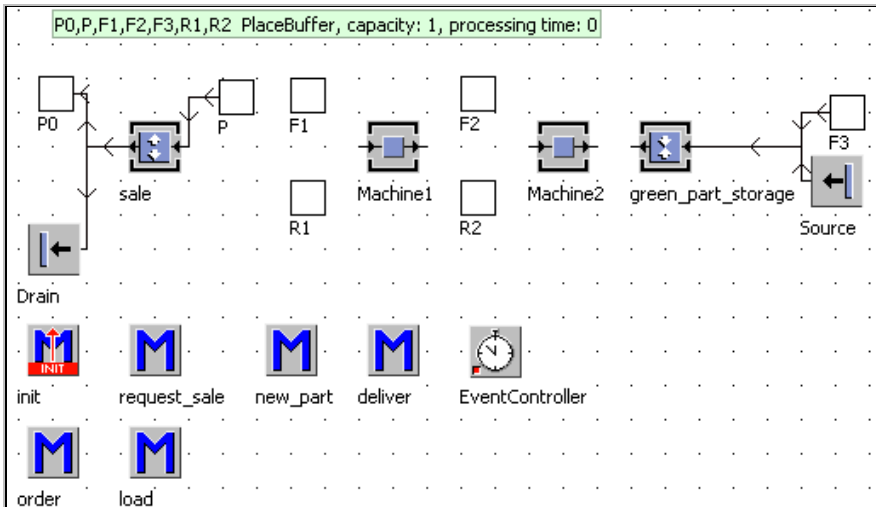 P0,P,F1,F2,F3,R1,R2 PlaceBuffer, capacity: 1, processing time: 0
P0 P F1 F2 F3
sale Machine1 Machine2 green_part_storage
R1 R2 Source
Drain
INIT
init request_sale new_part deliver EventController
order load